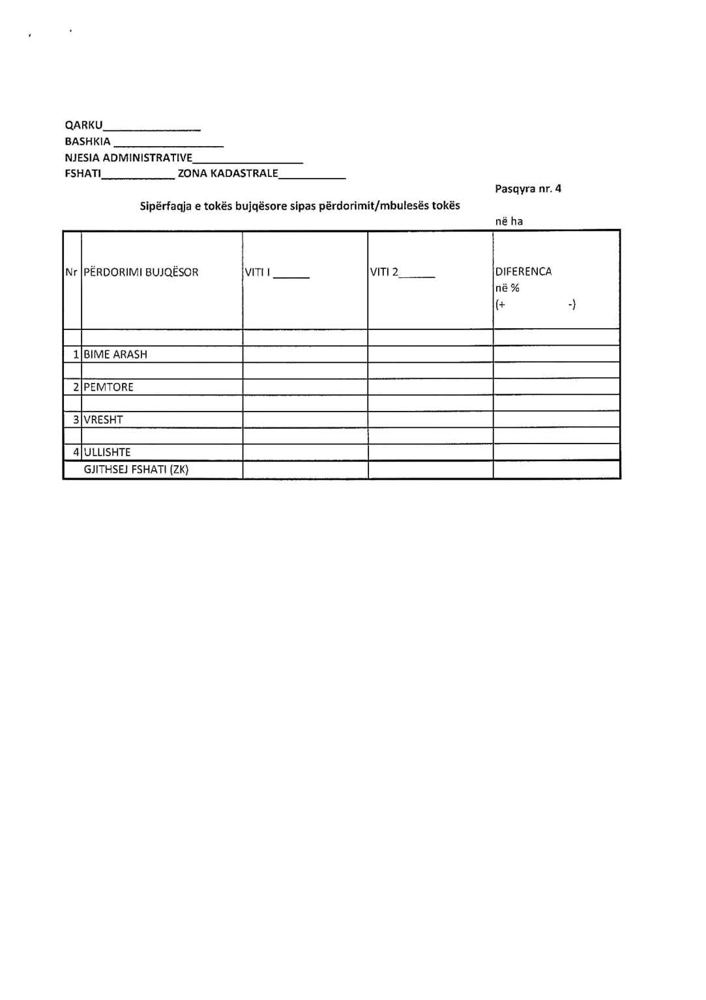 QARKU________________
BASHKIA __________________
NJESIA ADMINISTRATIVE__________________
FSHATI____________ ZONA KADASTRALE___________
Pasqyra nr. 4
Sipërfaqja e tokës bujqësore sipas përdorimit/mbulesës tokës
në ha
Nr PËRDORIMI BUJQËSOR VITI I ______ VITI 2______ DIFERENCA
në %
(+ -)
1 BIME ARASH
2 PEMTORE
3 VRESHT
4 ULLISHTE
GJITHSEJ FSHATI (ZK)